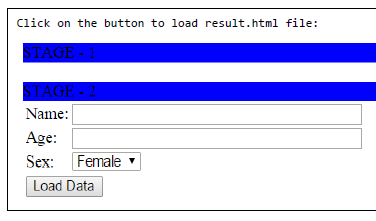 Click on the button to load result.html file:
STAGE - 1
STAGE - 2
Name:
Age:
Sex: Female
Load Data